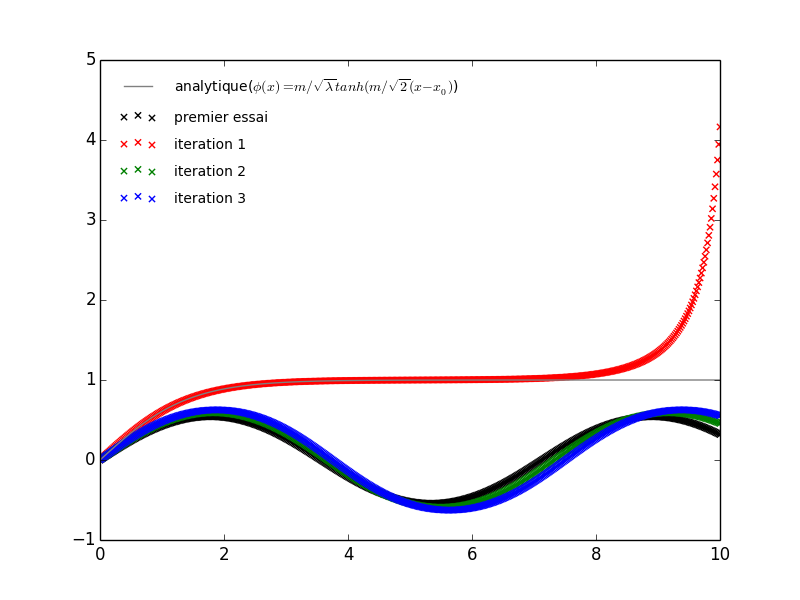 5
analytique(ϕ(x)=m/√λtanh(m/√2(x−x₀))
premier essai
4
iteration 1
iteration 2
iteration 3
3
2
1
0
−1
0 2 4 6 8 10